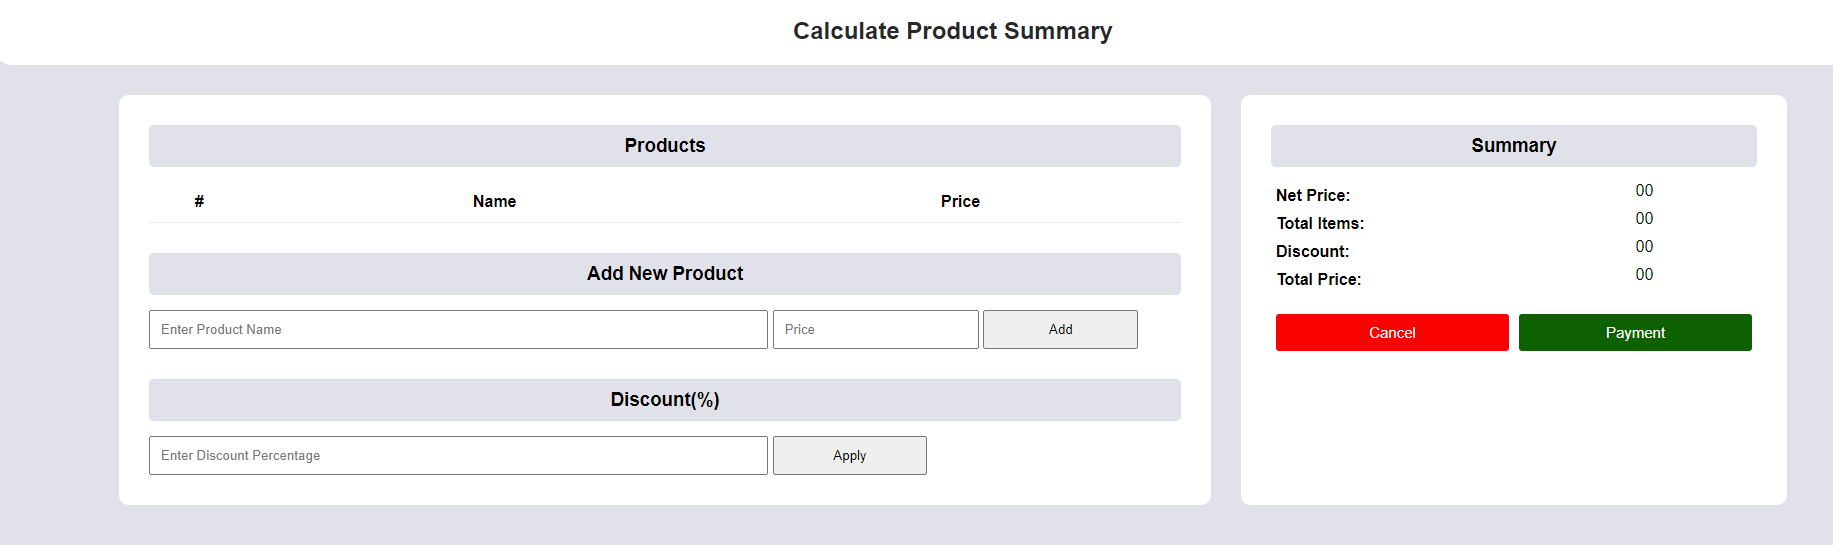 Calculate Product Summary
Products
# Name Price
Add New Product
Enter Product Name Price Add
Discount(%)
Enter Discount Percentage Apply
Summary
Net Price: 00
Total Items: 00
Discount: 00
Total Price: 00
Cancel Payment